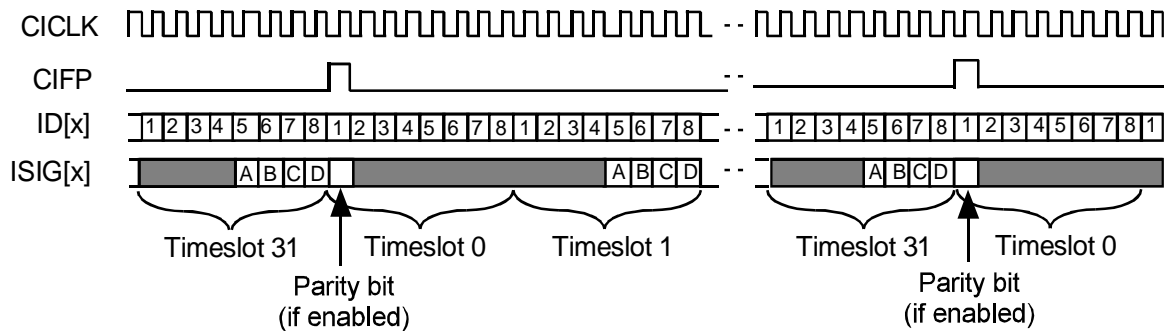 CICLK
CIFP
ID[x] 1 2 3 4 5 6 7 8 1 2 3 4 5 6 7 8 1 2 3 4 5 6 7 8 1 2 3 4 5 6 7 8 1 2 3 4 5 6 7 8 1
ISIG[x] A B C D A B C D A B C D
Timeslot 31 Timeslot 0 Timeslot 1 Timeslot 31 Timeslot 0
Parity bit Parity bit
(if enabled) (if enabled)